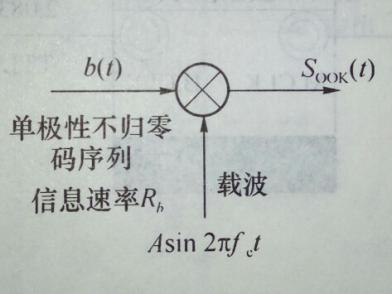 b(t)
S_OOK(t)
单极性不归零
码序列
信息速率R_b
载波
Asin 2πf_c t